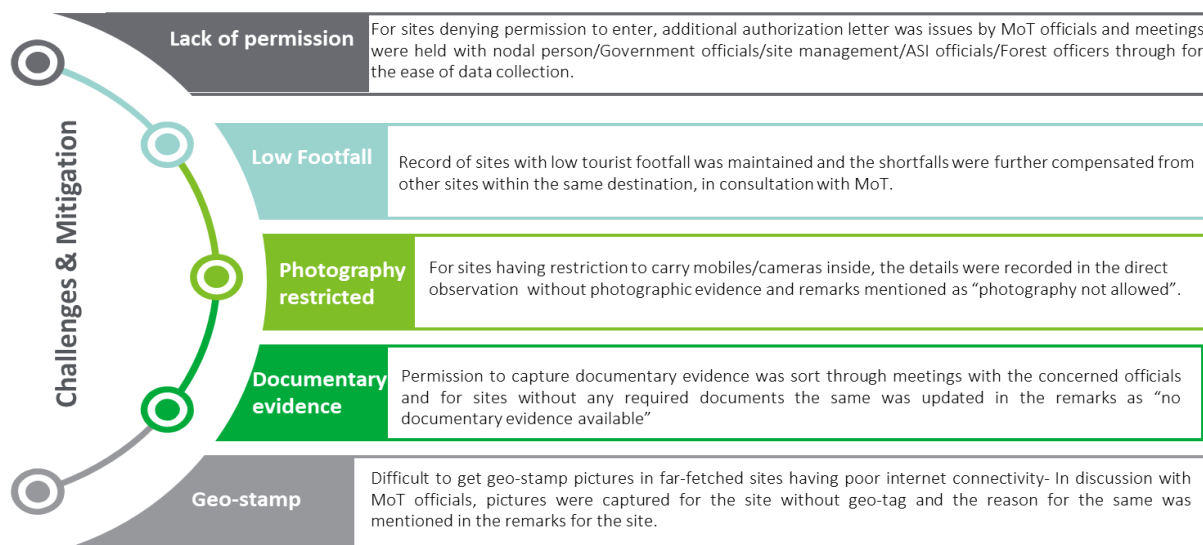 Challenges & Mitigation
Lack of permission
For sites denying permission to enter, additional authorization letter was issues by MoT officials and meetings
were held with nodal person/Government officials/site management/ASI officials/Forest officers through for
the ease of data collection.
Low Footfall
Record of sites with low tourist footfall was maintained and the shortfalls were further compensated from
other sites within the same destination, in consultation with MoT.
Photography
restricted
For sites having restriction to carry mobiles/cameras inside, the details were recorded in the direct
observation without photographic evidence and remarks mentioned as “photography not allowed”.
Documentary
evidence
Permission to capture documentary evidence was sort through meetings with the concerned officials
and for sites without any required documents the same was updated in the remarks as “no
documentary evidence available”
Geo-stamp
Difficult to get geo-stamp pictures in far-fetched sites having poor internet connectivity- In discussion with
MoT officials, pictures were captured for the site without geo-tag and the reason for the same was
mentioned in the remarks for the site.